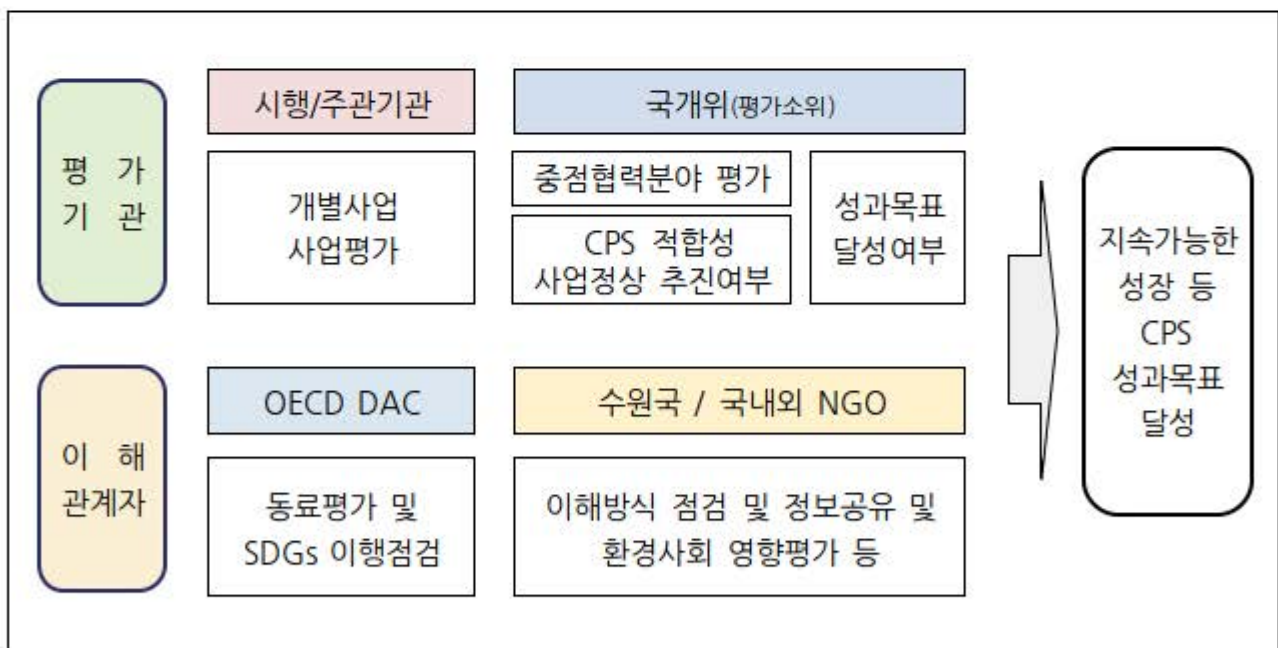 평 가
기 관
시행/주관기관
개별사업
사업평가
국개위(평가소위)
중점협력분야 평가
CPS 적합성
사업정상 추진여부
성과목표
달성여부
이 해
관계자
OECD DAC
동료평가 및
SDGs 이행점검
수원국 / 국내외 NGO
이해방식 점검 및 정보공유 및
환경사회 영향평가 등
지속가능한
성장 등
CPS
성과목표
달성